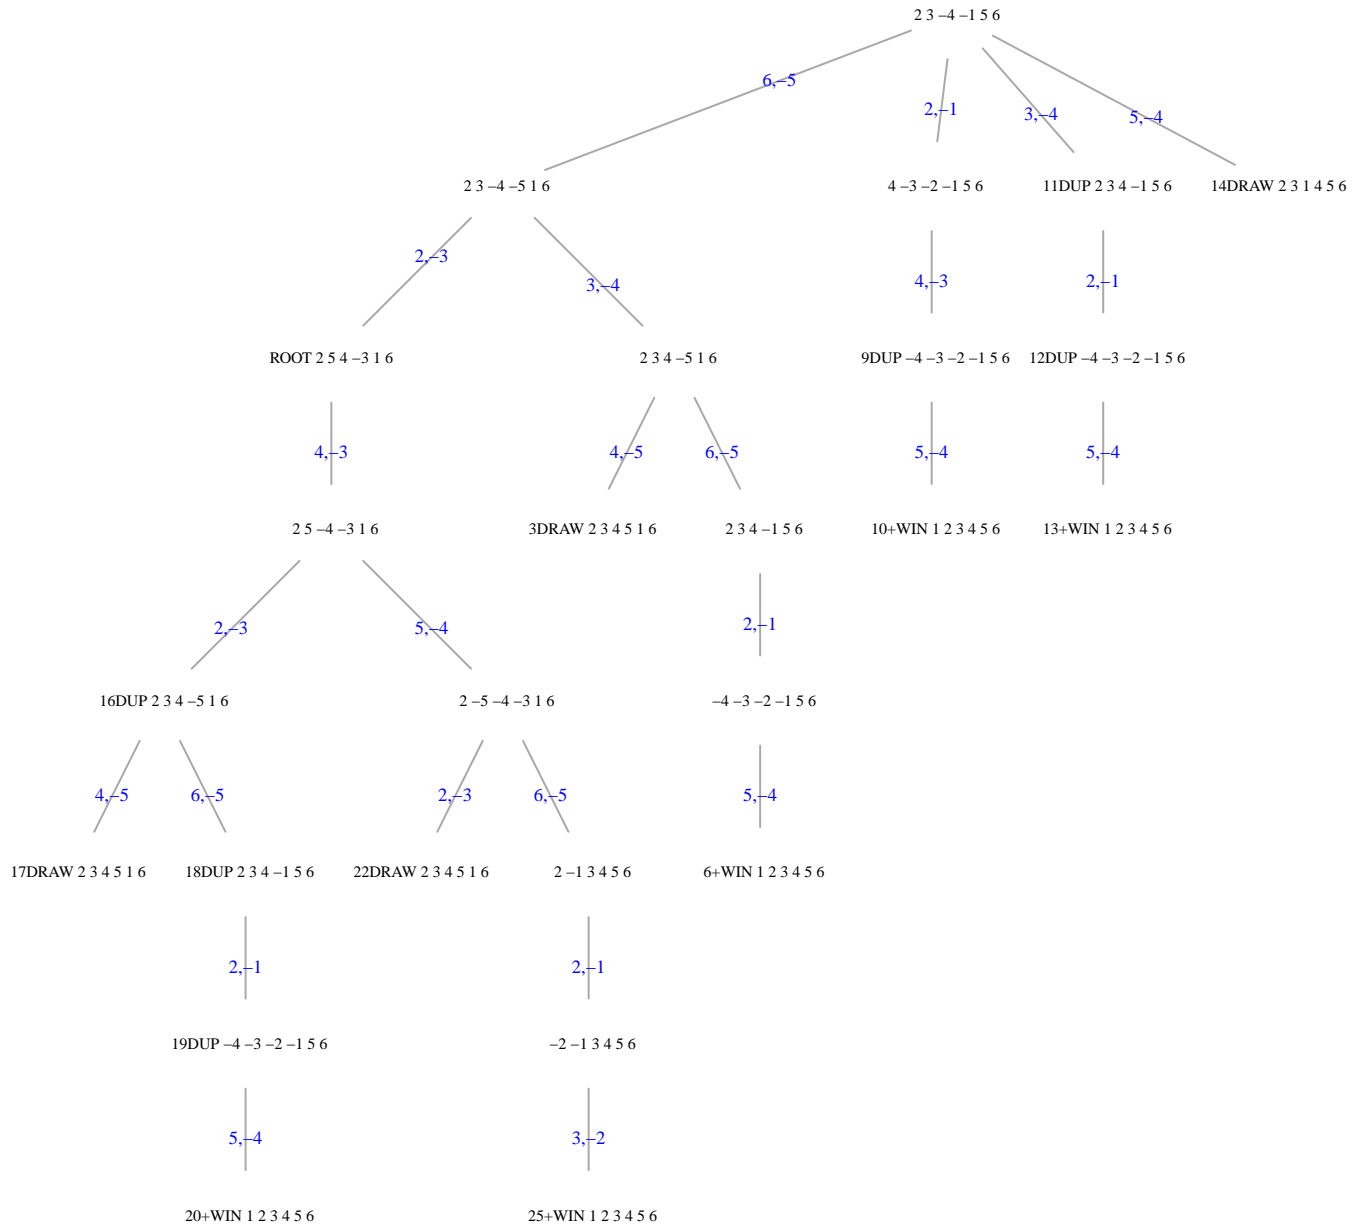 2 3 −4 −1 5 6
6,−5
2,−1
3,−4
5,−4
2 3 −4 −5 1 6
4 −3 −2 −1 5 6
11DUP 2 3 4 −1 5 6
14DRAW 2 3 1 4 5 6
2,−3
3,−4
4,−3
2,−1
ROOT 2 5 4 −3 1 6
2 3 4 −5 1 6
9DUP −4 −3 −2 −1 5 6
12DUP −4 −3 −2 −1 5 6
4,−3
4,−5
6,−5
5,−4
5,−4
2 5 −4 −3 1 6
3DRAW 2 3 4 5 1 6
2 3 4 −1 5 6
10+WIN 1 2 3 4 5 6
13+WIN 1 2 3 4 5 6
2,−3
5,−4
2,−1
16DUP 2 3 4 −5 1 6
2 −5 −4 −3 1 6
−4 −3 −2 −1 5 6
4,−5
6,−5
2,−3
6,−5
5,−4
17DRAW 2 3 4 5 1 6
18DUP 2 3 4 −1 5 6
22DRAW 2 3 4 5 1 6
2 −1 3 4 5 6
6+WIN 1 2 3 4 5 6
2,−1
2,−1
19DUP −4 −3 −2 −1 5 6
−2 −1 3 4 5 6
5,−4
3,−2
20+WIN 1 2 3 4 5 6
25+WIN 1 2 3 4 5 6